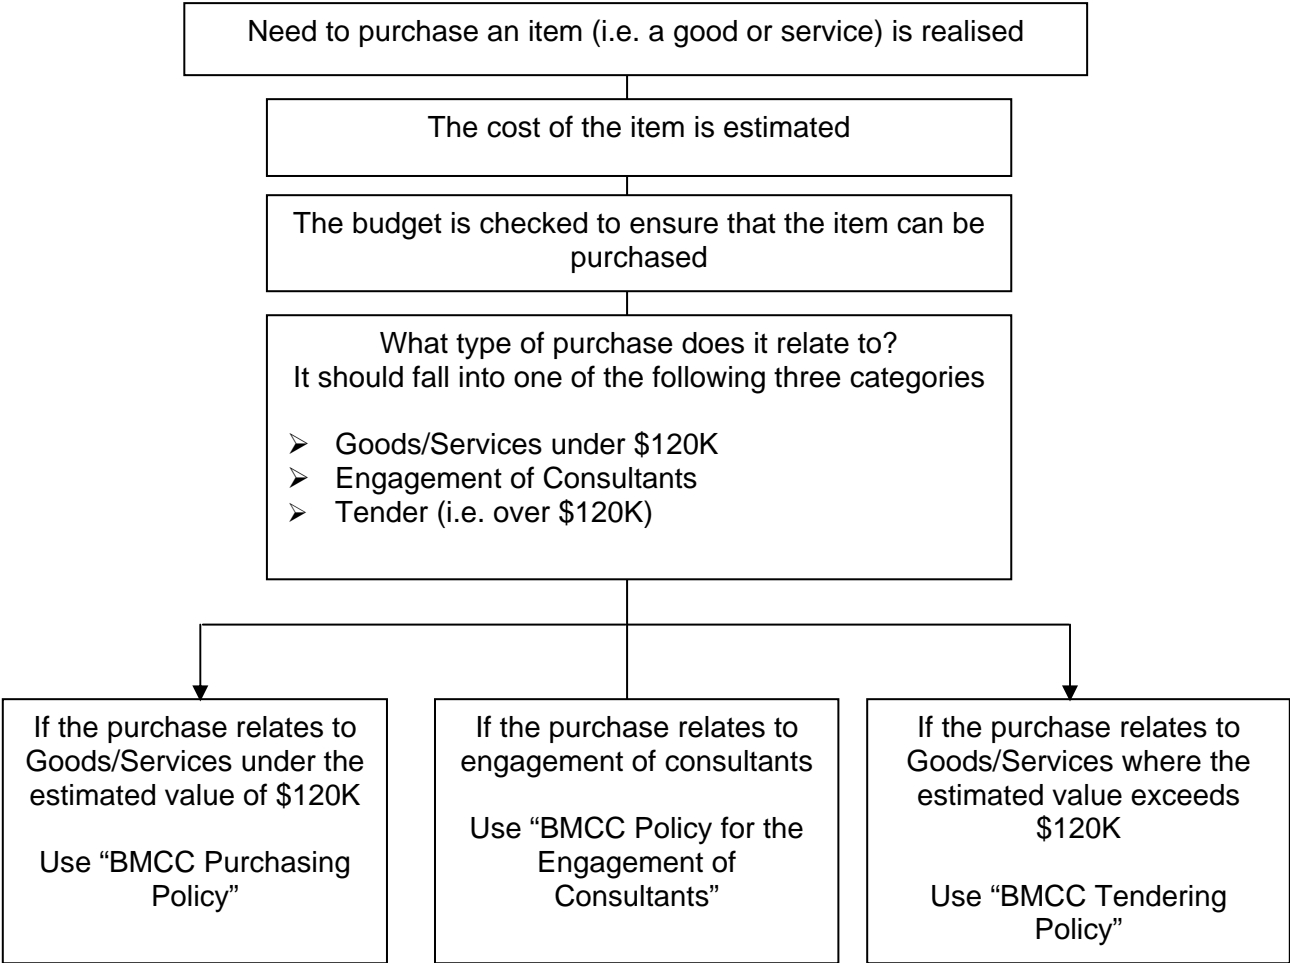 Need to purchase an item (i.e. a good or service) is realised
The cost of the item is estimated
The budget is checked to ensure that the item can be
purchased
What type of purchase does it relate to?
It should fall into one of the following three categories
➢ Goods/Services under $120K
➢ Engagement of Consultants
➢ Tender (i.e. over $120K)
If the purchase relates to
Goods/Services under the
estimated value of $120K
Use “BMCC Purchasing
Policy”
If the purchase relates to
engagement of consultants
Use “BMCC Policy for the
Engagement of
Consultants”
If the purchase relates to
Goods/Services where the
estimated value exceeds
$120K
Use “BMCC Tendering
Policy”